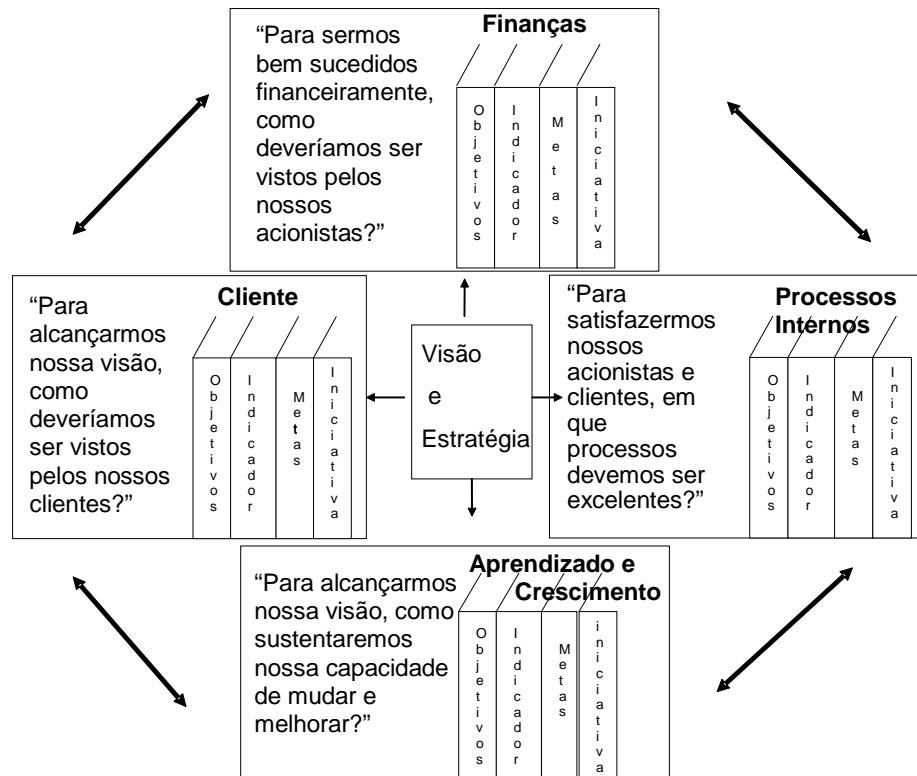 Finanças
“Para sermos
bem sucedidos
financeiramente,
como
deveríamos ser
vistos pelos
nossos
acionistas?”
Objetivos
Indicador
Metas
Iniciativa
Cliente
“Para
alcançarmos
nossa visão,
como
deveríamos
ser vistos
pelos nossos
clientes?”
Objetivos
Indicador
Metas
Iniciativa
Visão
e
Estratégia
Processos
Internos
“Para
satisfazermos
nossos
acionistas e
clientes, em
que
processos
devemos ser
excelentes?”
Objetivos
Indicador
Metas
Iniciativa
Aprendizado e
Crescimento
“Para alcançarmos
nossa visão, como
sustentaremos
nossa capacidade
de mudar e
melhorar?”
Objetivos
Indicador
Metas
iniciativa